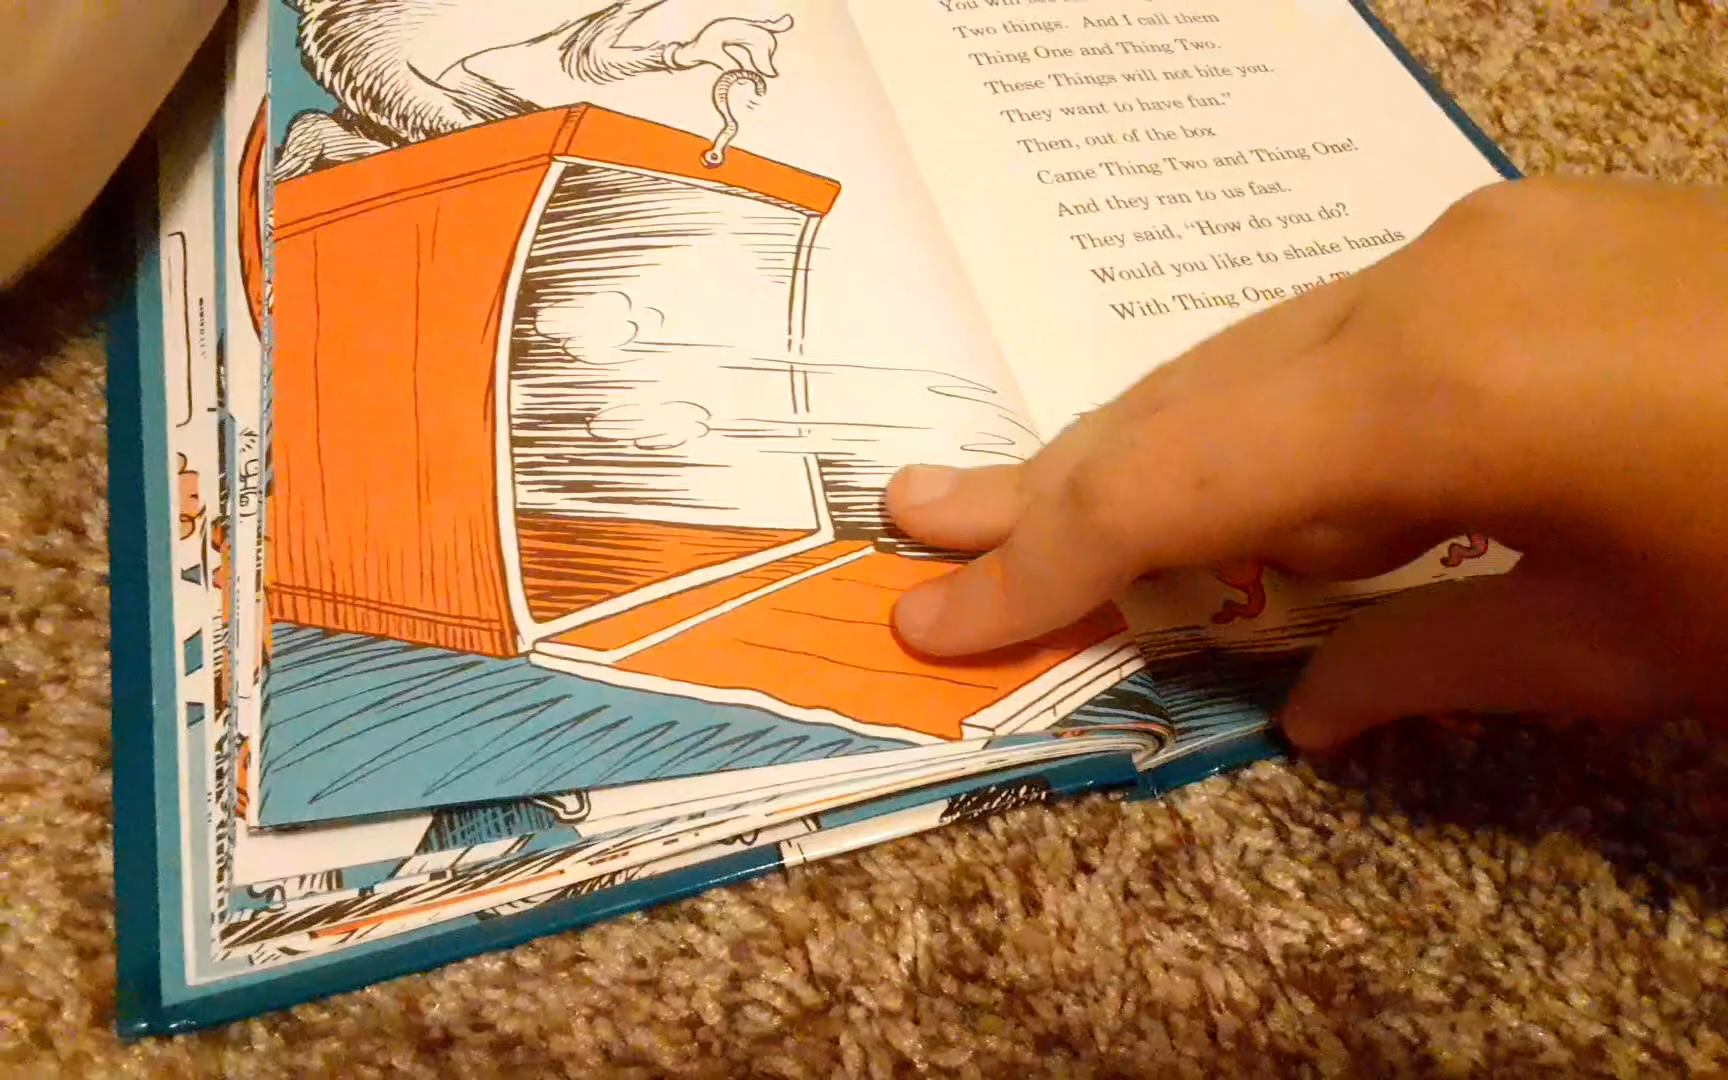 You will
Two things. And I call them
Thing One and Thing Two.
These Things will not bite you.
They want to have fun."
Then, out of the box
Came Thing Two and Thing One!
And they ran to us fast.
They said, "How do you do?
Would you like to shake hands
With Thing One and